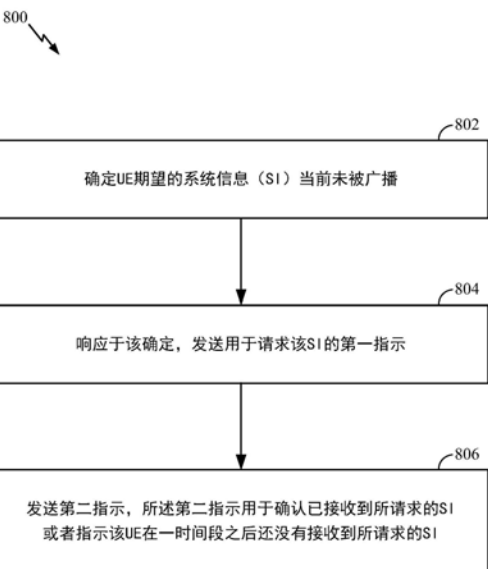 800
802
确定UE期望的系统信息（SI）当前未被广播
804
响应于该确定，发送用于请求该SI的第一指示
806
发送第二指示，所述第二指示用于确认已接收到所请求的SI
或者指示该UE在一时间段之后还没有接收到所请求的SI